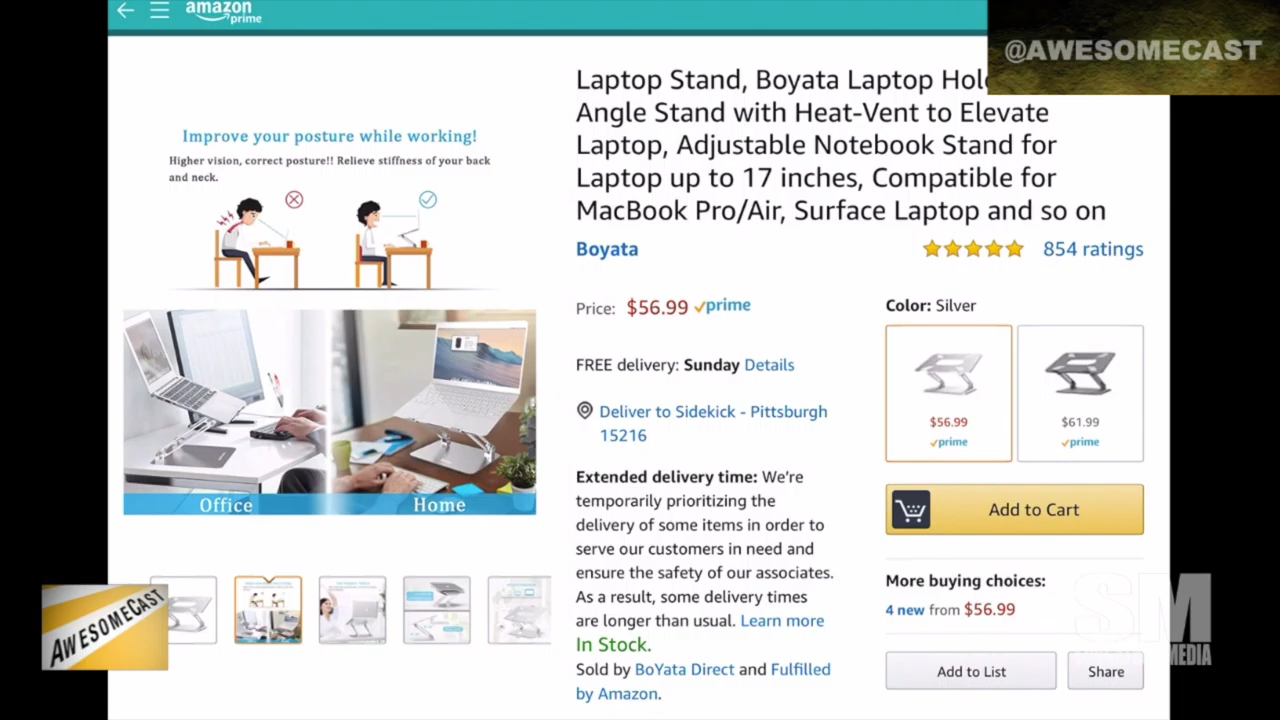 amazon
prime
@AWESOMECAST
Laptop Stand, Boyata Laptop
Angle Stand with Heat-Vent to Elevate
Laptop, Adjustable Notebook Stand for
Laptop up to 17 inches, Compatible for
MacBook Pro/Air, Surface Laptop and so on
Boyata
854 ratings
Improve your posture while working!
Higher vision, correct posture!! Relieve stiffness of your back
and neck.
Office
Home
Price: $56.99 prime
FREE delivery: Sunday Details
Deliver to Sidekick - Pittsburgh
15216
Extended delivery time: We're
temporarily prioritizing the
delivery of some items in order to
serve our customers in need and
ensure the safety of our associates.
As a result, some delivery times
are longer than usual. Learn more
In Stock.
Sold by BoYata Direct and Fulfilled
by Amazon.
Color: Silver
$56.99
prime
$61.99
prime
Add to Cart
More buying choices:
4 new from $56.99
Add to List
Share
AWESOMECAST
SM
MEDIA